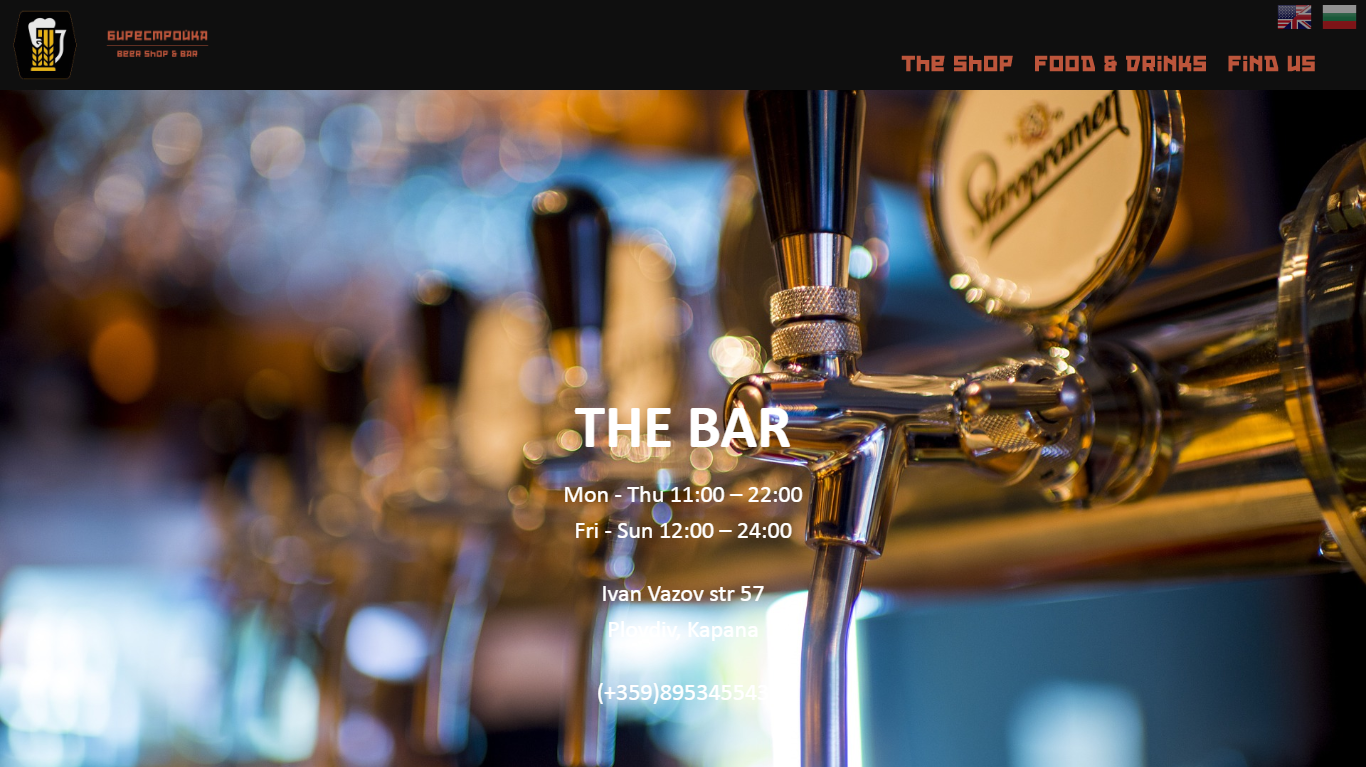 Бирестройка
Beer Shop & Bar
The Shop
Food & Drinks
Find Us
Staropramen
THE BAR
Mon - Thu 11:00 – 22:00
Fri - Sun 12:00 – 24:00
Ivan Vazov str 57
Plovdiv, Kapana
(+359)895345543